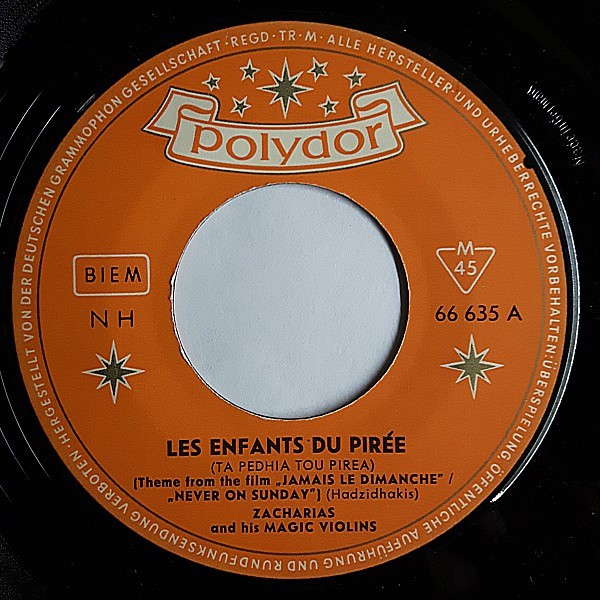 HERGESTELLT VON DER DEUTSCHEN GRAMMOPHON GESELLSCHAFT · REGD · TR · M · ALLE HERSTELLER- UND URHEBERRECHTE VORBEHALTEN · ÜBERSPIELUNG, ÖFFENTLICHE AUFFÜHRUNG UND RUNDFUNKSENDUNG VERBOTEN ·
polydor
BIEM
NH
M
45
66 635 A
LES ENFANTS DU PIRÉE
(TA PEDHIA TOU PIREA)
(Theme from the film „JAMAIS LE DIMANCHE" /
„NEVER ON SUNDAY") (Hadzidhakis)
ZACHARIAS
and his MAGIC VIOLINS